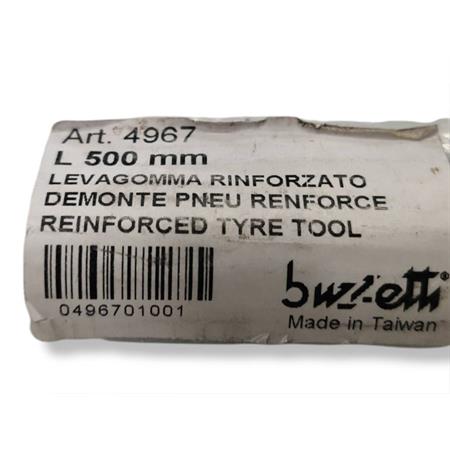 Art. 4967
L 500 mm
LEVAGOMMA RINFORZATO
DEMONTE PNEU RENFORCE
REINFORCED TYRE TOOL
0496701001
buzzetti®
Made in Taiwan